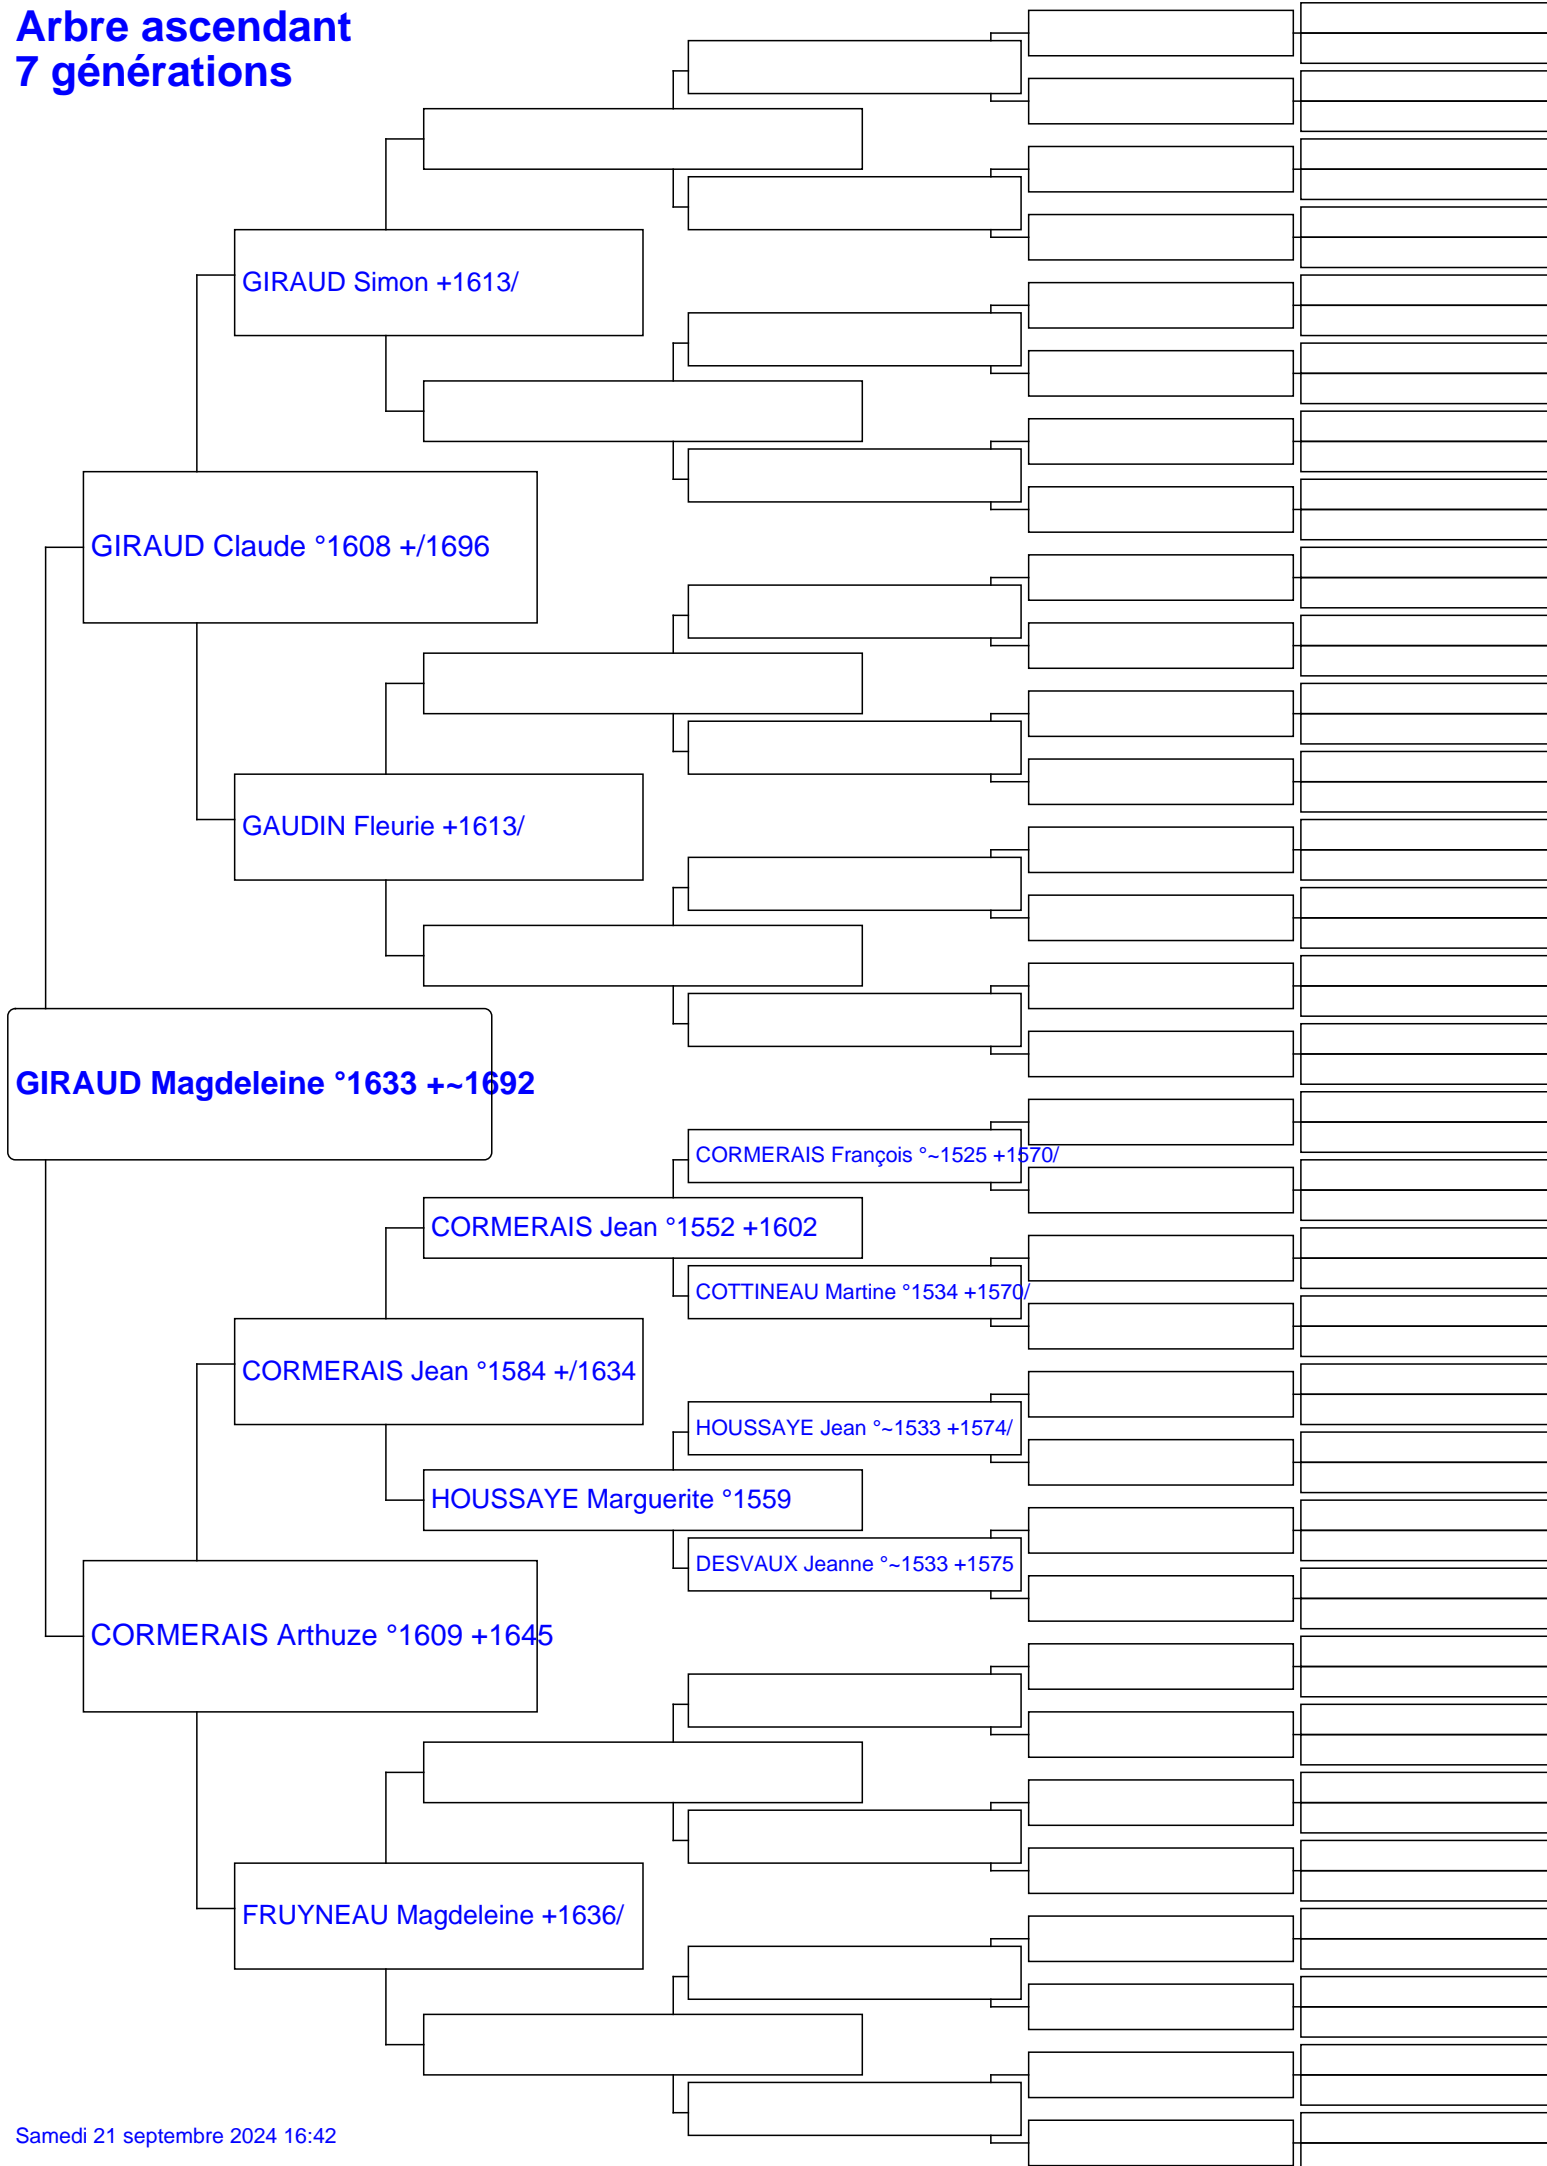 Arbre ascendant
7 générations
GIRAUD Simon +1613/
GIRAUD Claude °1608 +/1696
GAUDIN Fleurie +1613/
GIRAUD Magdeleine °1633 +~1692
CORMERAIS François °~1525 +1570/
CORMERAIS Jean °1552 +1602
COTTINEAU Martine °1534 +1570/
CORMERAIS Jean °1584 +/1634
HOUSSAYE Jean °~1533 +1574/
HOUSSAYE Marguerite °1559
DESVAUX Jeanne °~1533 +1575
CORMERAIS Arthuze °1609 +1645
FRUYNEAU Magdeleine +1636/
Samedi 21 septembre 2024 16:42